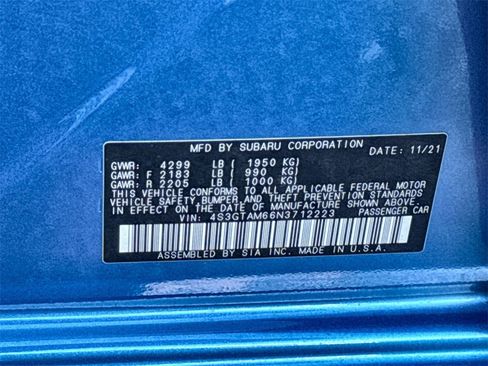 MFD BY SUBARU CORPORATION DATE: 11/21
GVWR: 4299 LB ( 1950 KG)
GAWR: F 2183 LB ( 990 KG)
GAWR: R 2205 LB ( 1000 KG)
THIS VEHICLE CONFORMS TO ALL APPLICABLE FEDERAL MOTOR
VEHICLE SAFETY, BUMPER, AND THEFT PREVENTION STANDARDS
IN EFFECT ON THE DATE OF MANUFACTURE SHOWN ABOVE.
VIN: 4S3GTAM66N3712223 PASSENGER CAR
ASSEMBLED BY SIA INC. MADE IN U.S.A.